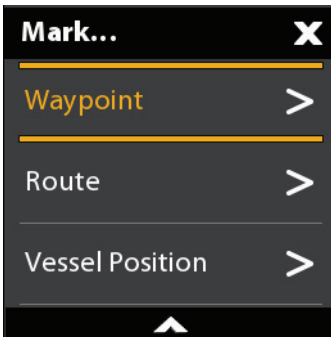 Mark... X
Waypoint >
Route >
Vessel Position >